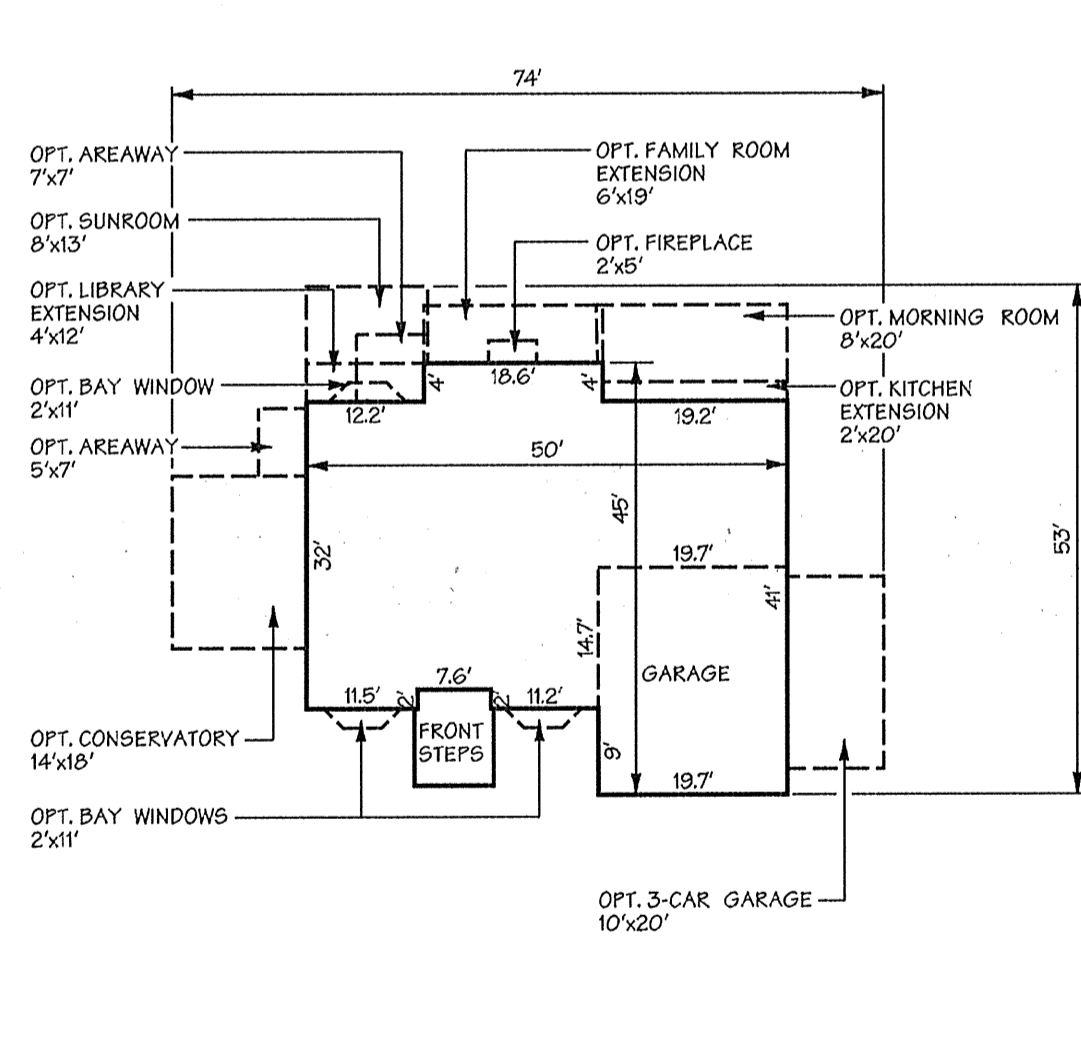 74'
OPT. AREAWAY
7'x7'
OPT. FAMILY ROOM
EXTENSION
6'x19'
OPT. SUNROOM
8'x13'
OPT. FIREPLACE
2'x5'
OPT. LIBRARY
EXTENSION
4'x12'
OPT. MORNING ROOM
8'x20'
OPT. BAY WINDOW
2'x11'
4'
18.6'
4'
OPT. KITCHEN
EXTENSION
2'x20'
12.2'
19.2'
OPT. AREAWAY
5'x7'
50'
45'
53'
32'
19.7'
41'
14.7'
GARAGE
7.6'
11.5'
2'
2'
11.2'
FRONT
STEPS
9'
19.7'
OPT. CONSERVATORY
14'x18'
OPT. BAY WINDOWS
2'x11'
OPT. 3-CAR GARAGE
10'x20'